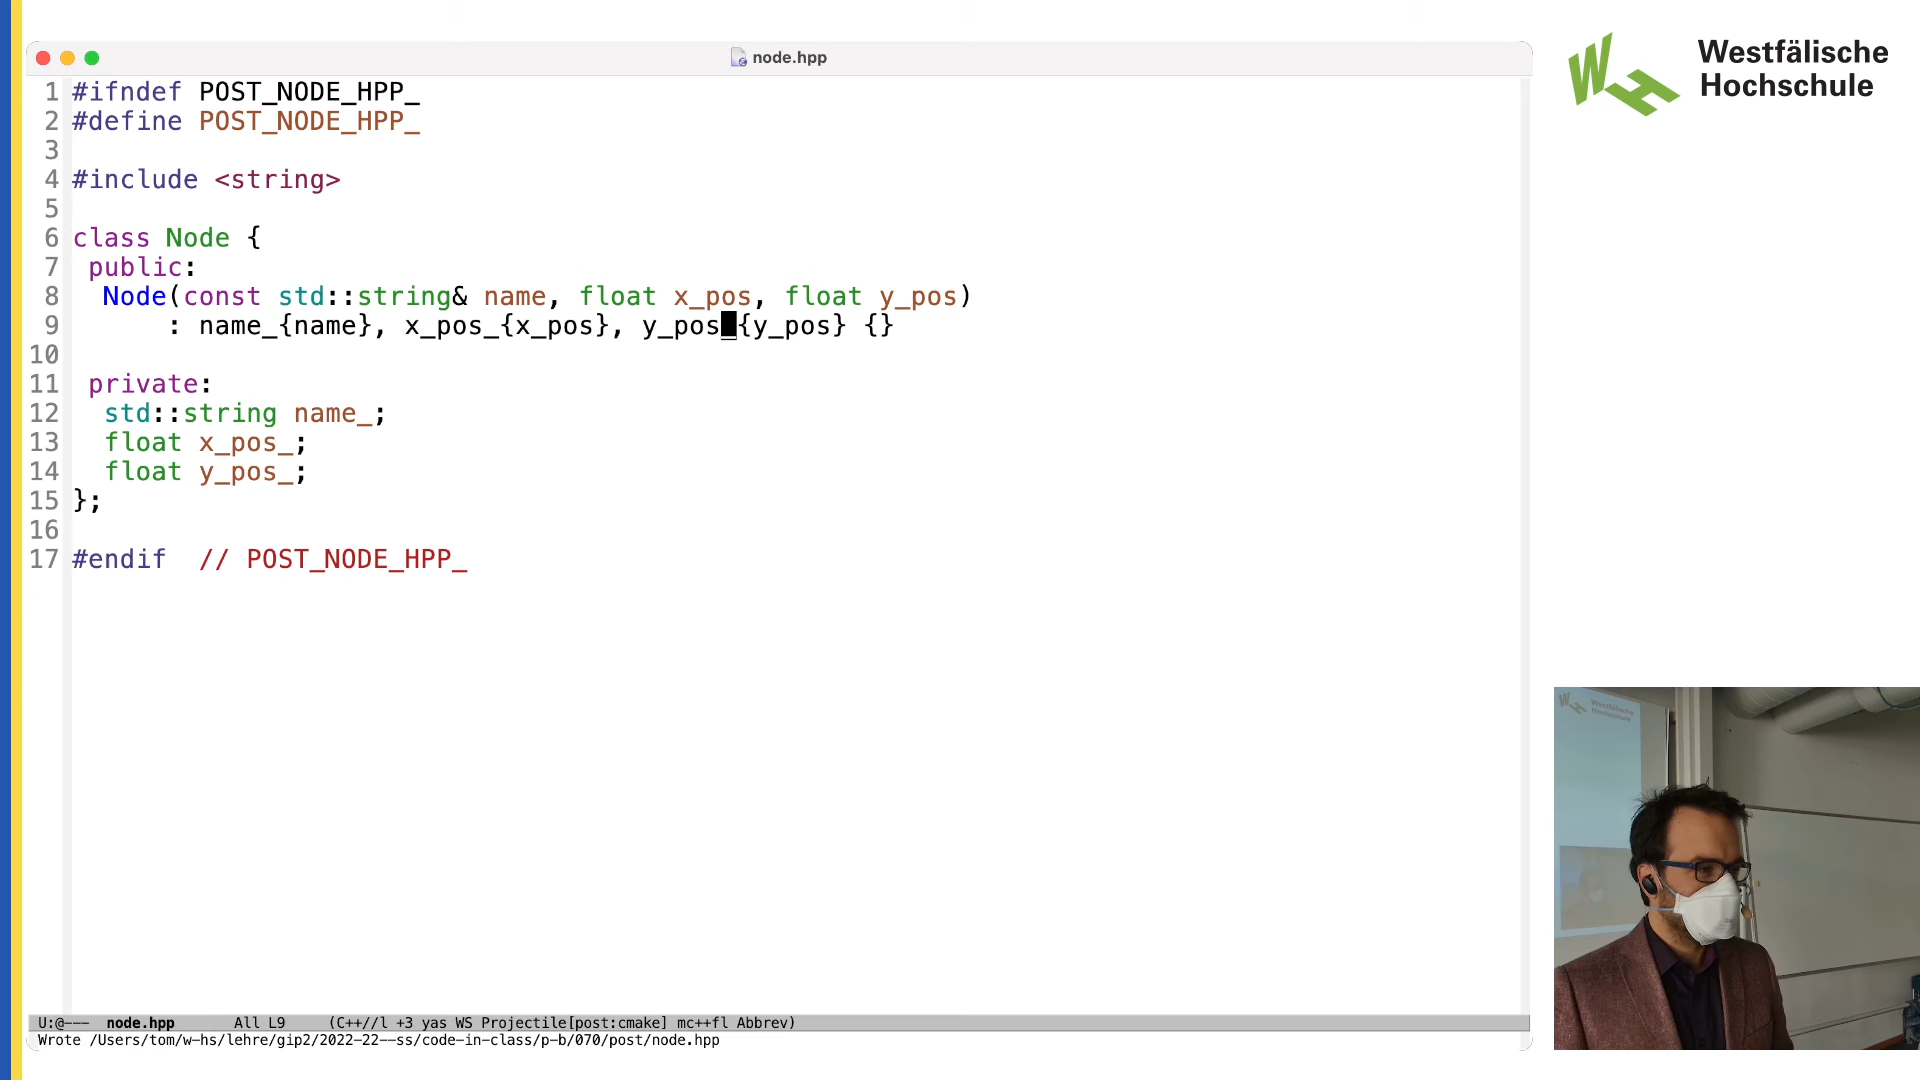 node.hpp
Westfälische
Hochschule
1 #ifndef POST_NODE_HPP_
2 #define POST_NODE_HPP_
3
4 #include <string>
5
6 class Node {
7  public:
8   Node(const std::string& name, float x_pos, float y_pos)
9       : name_{name}, x_pos_{x_pos}, y_pos_{y_pos} {}
10
11  private:
12   std::string name_;
13   float x_pos_;
14   float y_pos_;
15 };
16
17 #endif  // POST_NODE_HPP_
U:@--- node.hpp All L9 (C++//l +3 yas WS Projectile[post:cmake] mc++fl Abbrev)
Wrote /Users/tom/w-hs/lehre/gip2/2022-22--ss/code-in-class/p-b/070/post/node.hpp
Westfälische
Hochschule